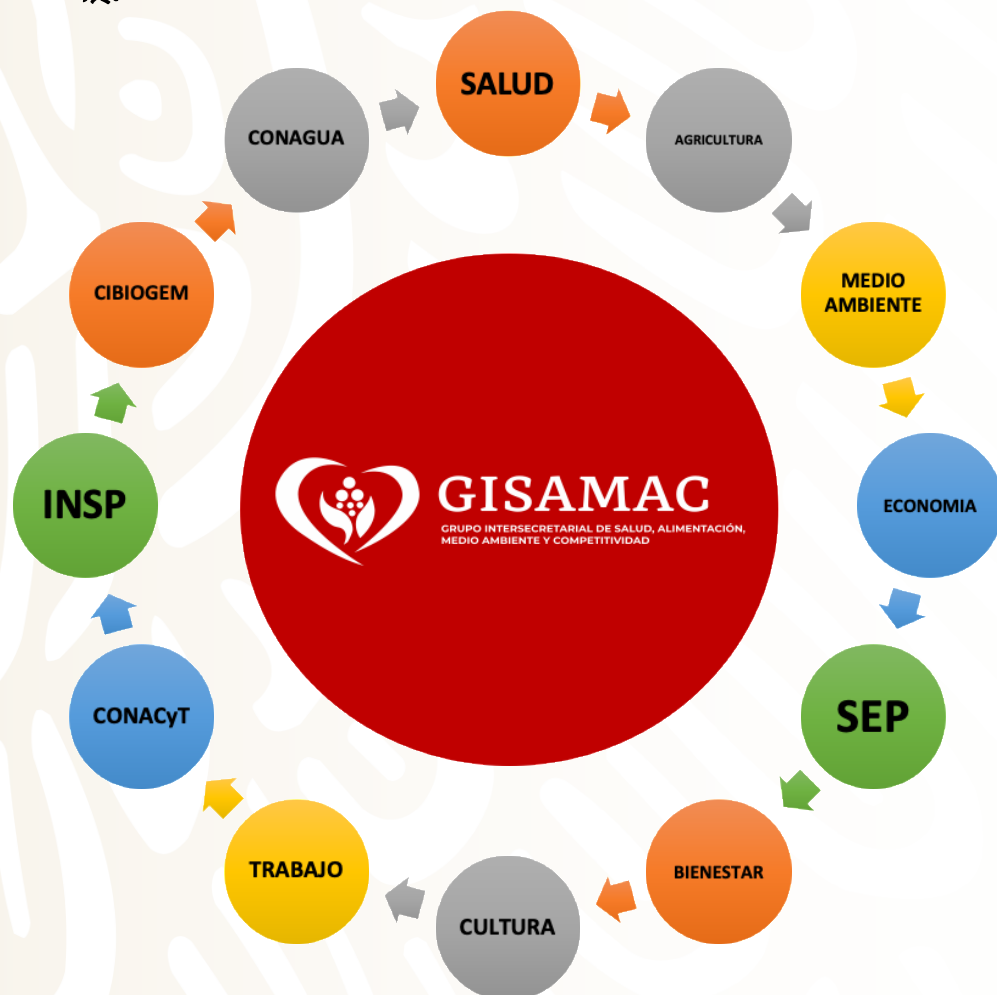 SALUD
AGRICULTURA
MEDIO
AMBIENTE
ECONOMIA
SEP
BIENESTAR
CULTURA
TRABAJO
CONACyT
INSP
CIBIOGEM
CONAGUA
GISAMAC
GRUPO INTERSECRETARIAL DE SALUD, ALIMENTACIÓN,
MEDIO AMBIENTE Y COMPETITIVIDAD